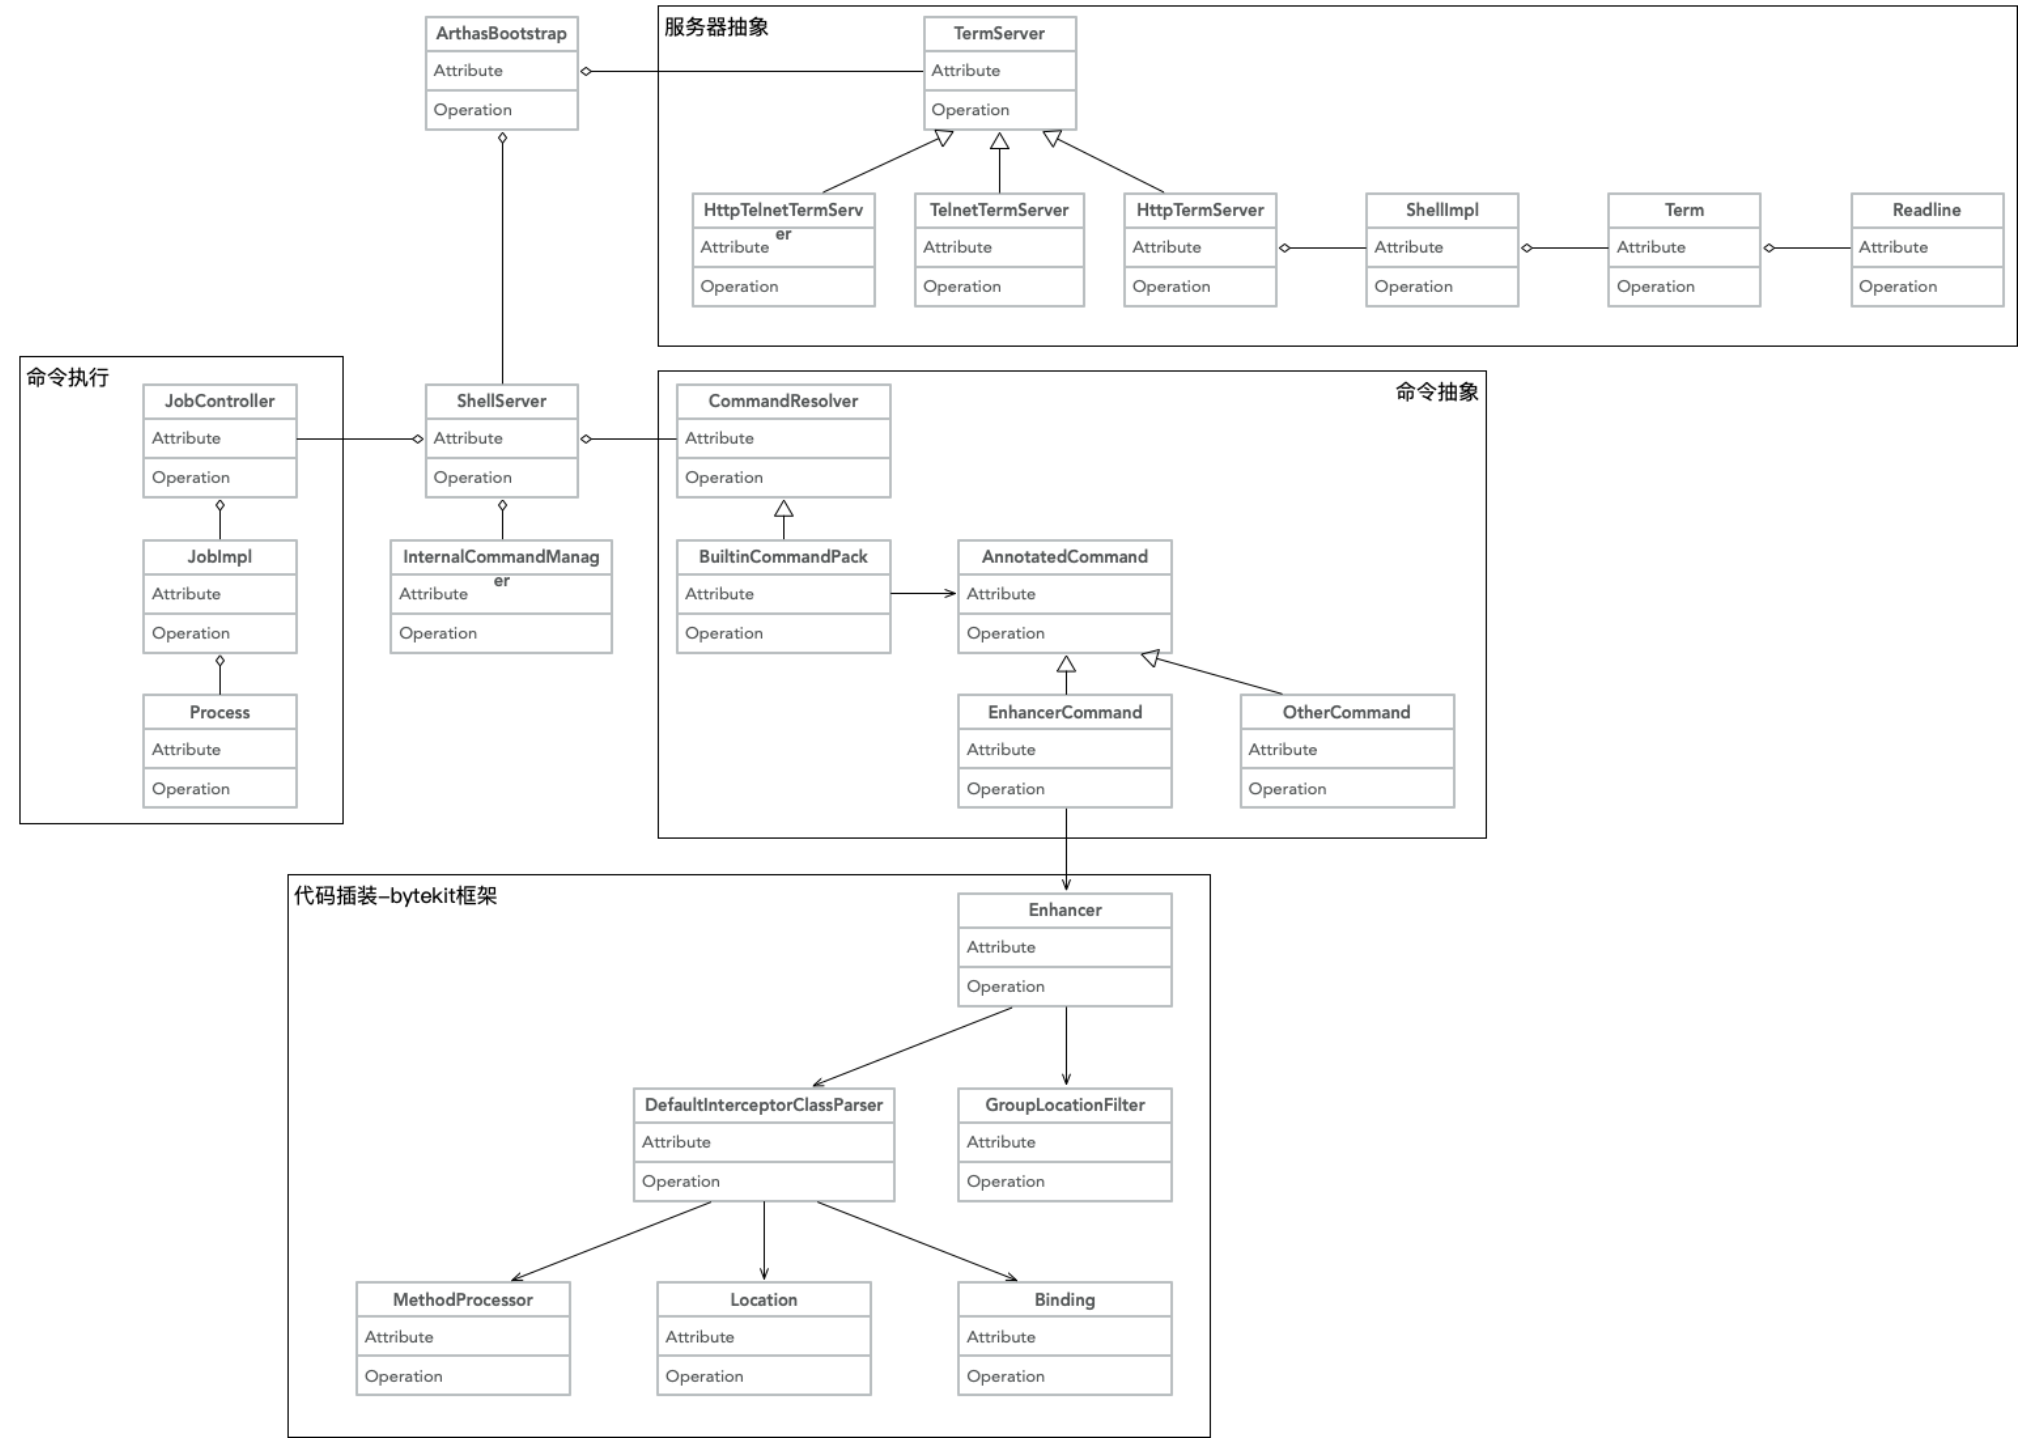 ArthasBootstrap
Attribute
Operation
服务器抽象
TermServer
Attribute
Operation
HttpTelnetTermServ
er
Attribute
Operation
TelnetTermServer
Attribute
Operation
HttpTermServer
Attribute
Operation
ShellImpl
Attribute
Operation
Term
Attribute
Operation
Readline
Attribute
Operation
命令执行
JobController
Attribute
Operation
JobImpl
Attribute
Operation
Process
Attribute
Operation
ShellServer
Attribute
Operation
InternalCommandManag
er
Attribute
Operation
命令抽象
CommandResolver
Attribute
Operation
BuiltinCommandPack
Attribute
Operation
AnnotatedCommand
Attribute
Operation
EnhancerCommand
Attribute
Operation
OtherCommand
Attribute
Operation
代码插装–bytekit框架
Enhancer
Attribute
Operation
DefaultInterceptorClassParser
Attribute
Operation
GroupLocationFilter
Attribute
Operation
MethodProcessor
Attribute
Operation
Location
Attribute
Operation
Binding
Attribute
Operation